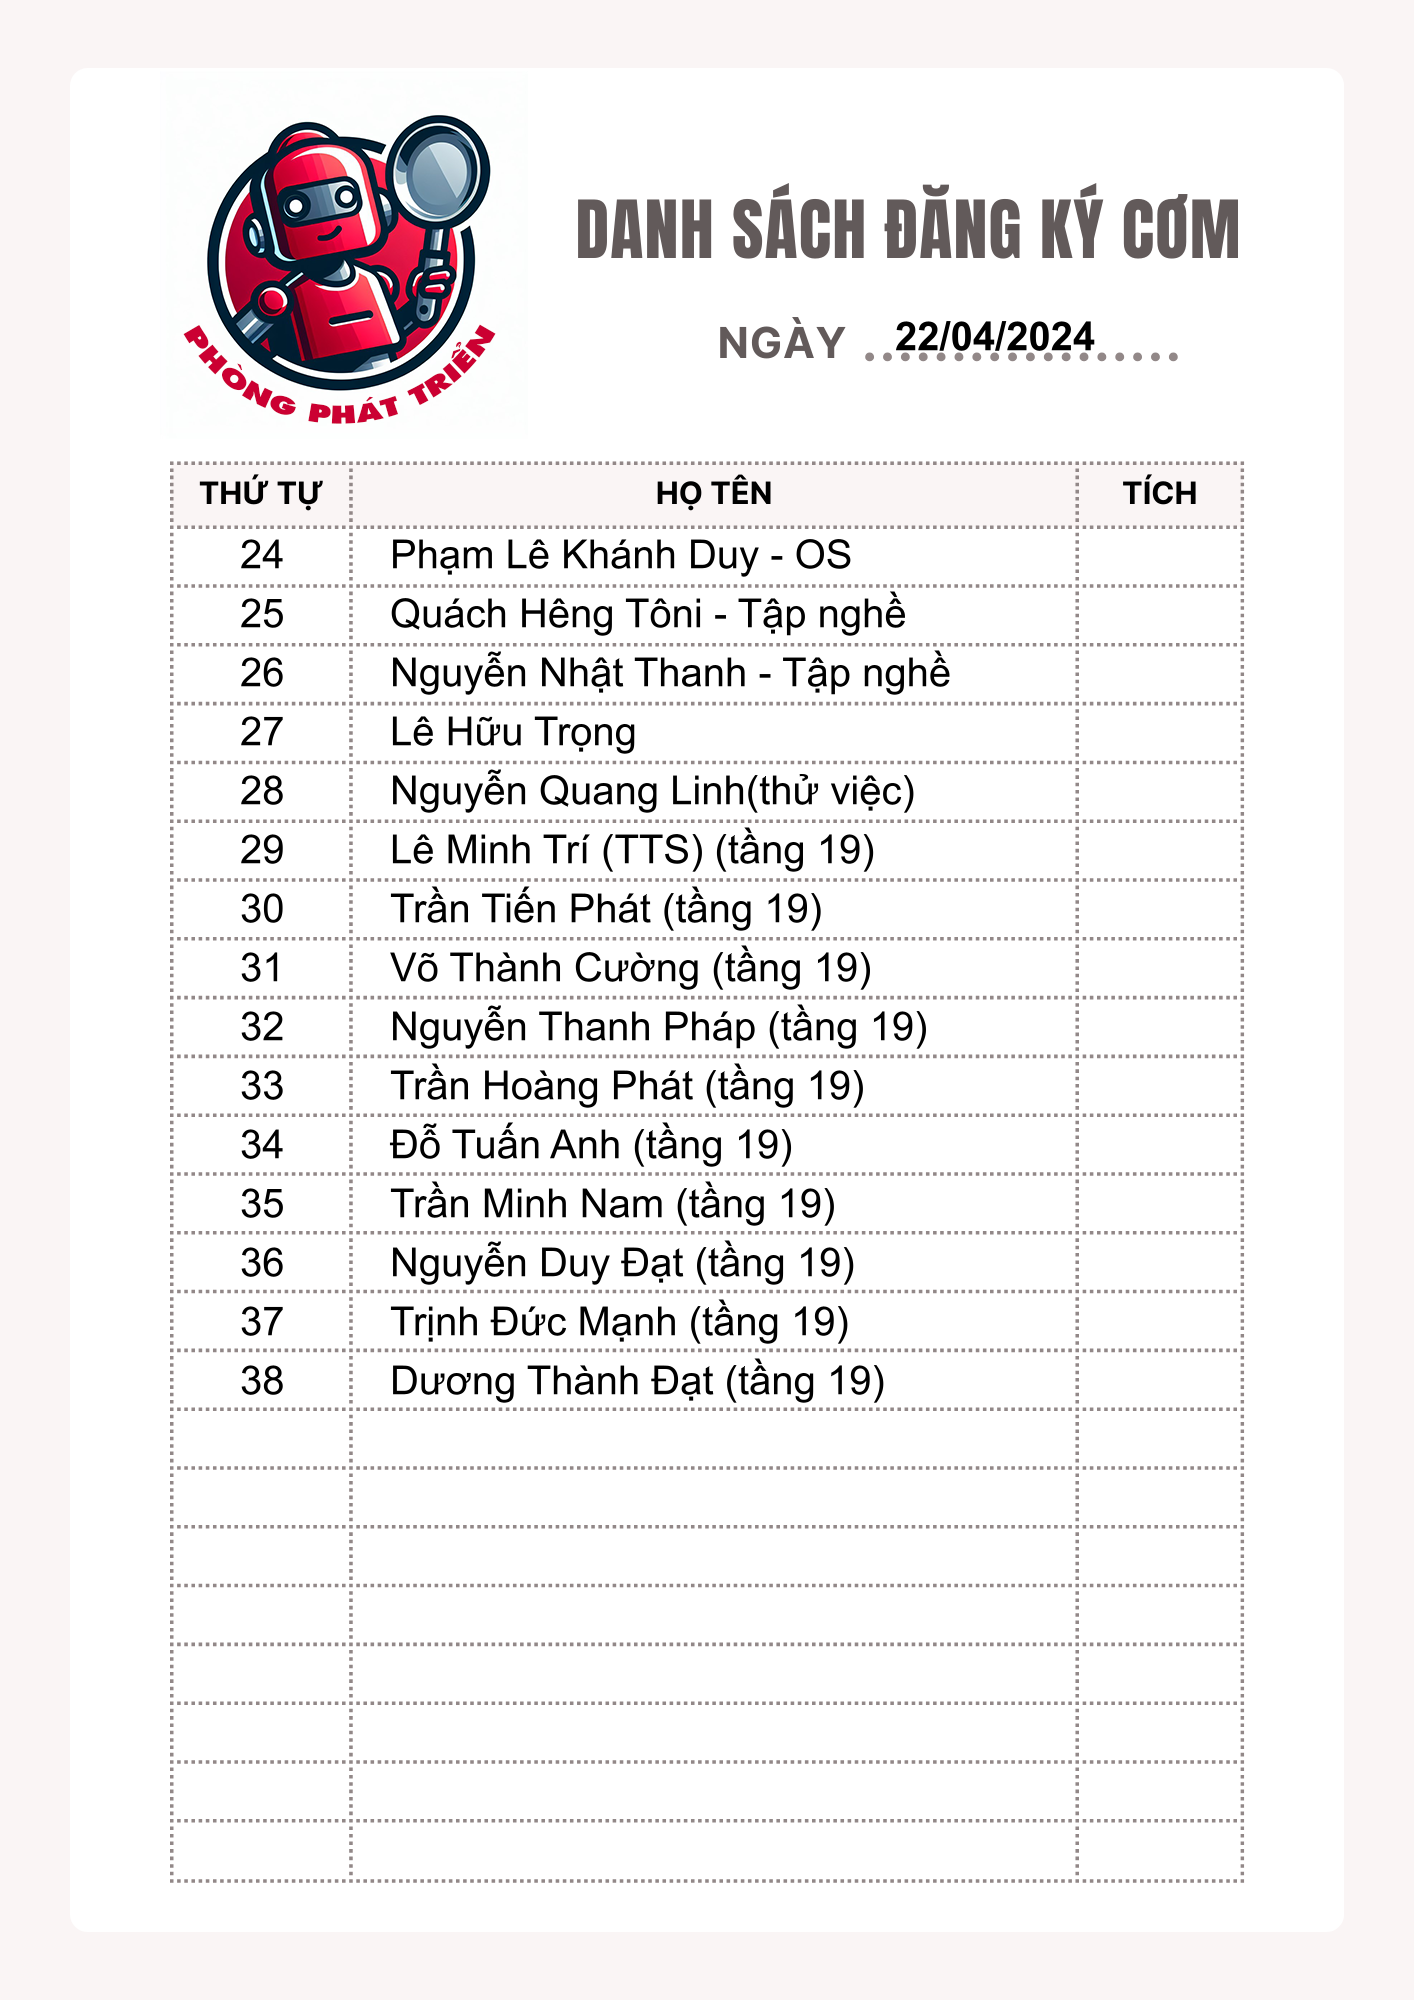 PHÒNG PHÁT TRIỂN
DANH SÁCH ĐĂNG KÝ CƠM
NGÀY 22/04/2024
THỨ TỰ HỌ TÊN TÍCH
24 Phạm Lê Khánh Duy - OS
25 Quách Hêng Tôni - Tập nghề
26 Nguyễn Nhật Thanh - Tập nghề
27 Lê Hữu Trọng
28 Nguyễn Quang Linh(thử việc)
29 Lê Minh Trí (TTS) (tầng 19)
30 Trần Tiến Phát (tầng 19)
31 Võ Thành Cường (tầng 19)
32 Nguyễn Thanh Pháp (tầng 19)
33 Trần Hoàng Phát (tầng 19)
34 Đỗ Tuấn Anh (tầng 19)
35 Trần Minh Nam (tầng 19)
36 Nguyễn Duy Đạt (tầng 19)
37 Trịnh Đức Mạnh (tầng 19)
38 Dương Thành Đạt (tầng 19)